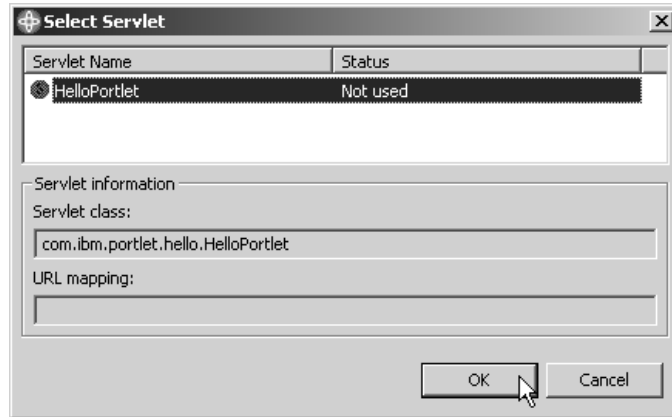 Select Servlet
Servlet Name Status
HelloPortlet Not used
Servlet information
Servlet class:
com.ibm.portlet.hello.HelloPortlet
URL mapping:
OK Cancel